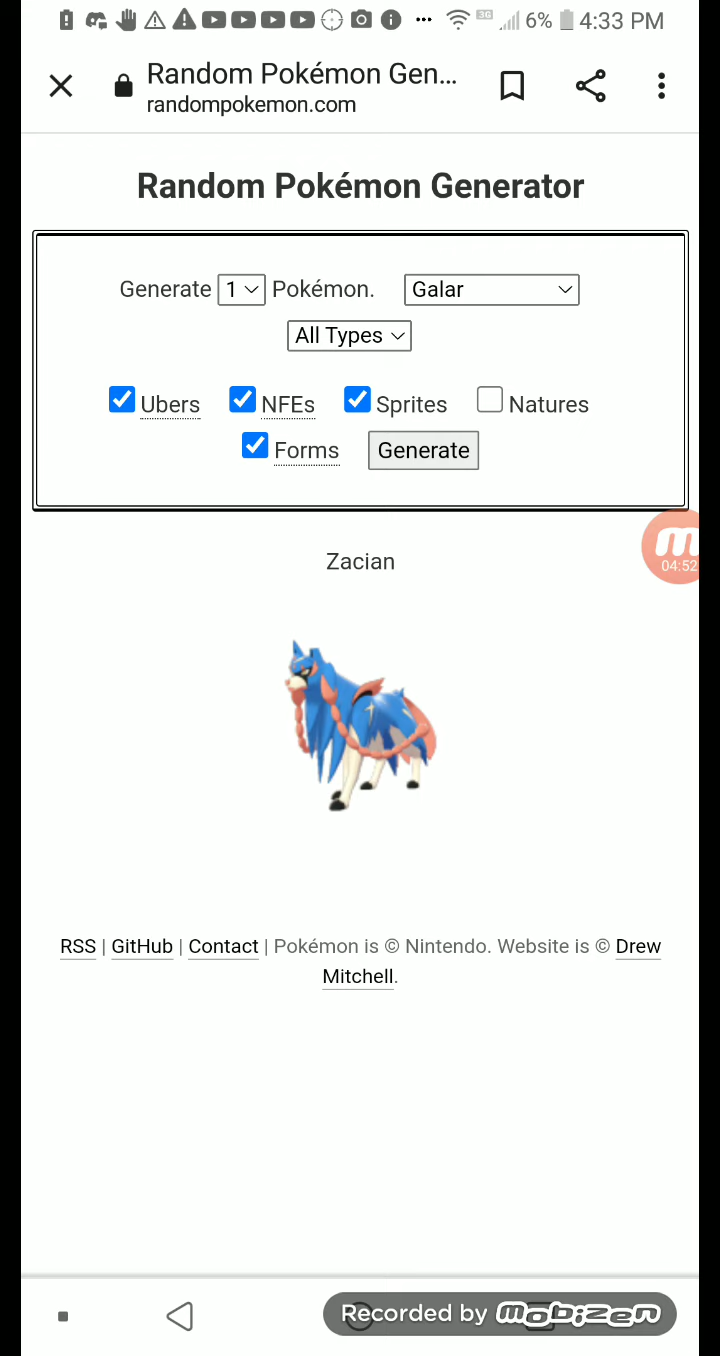 3G 6% 4:33 PM
Random Pokémon Gen...
randompokemon.com
Random Pokémon Generator
Generate 1 Pokémon. Galar
All Types
Ubers NFEs Sprites Natures
Forms Generate
m
04:52
Zacian
RSS | GitHub | Contact | Pokémon is © Nintendo. Website is © Drew
Mitchell.
Recorded by mobizen